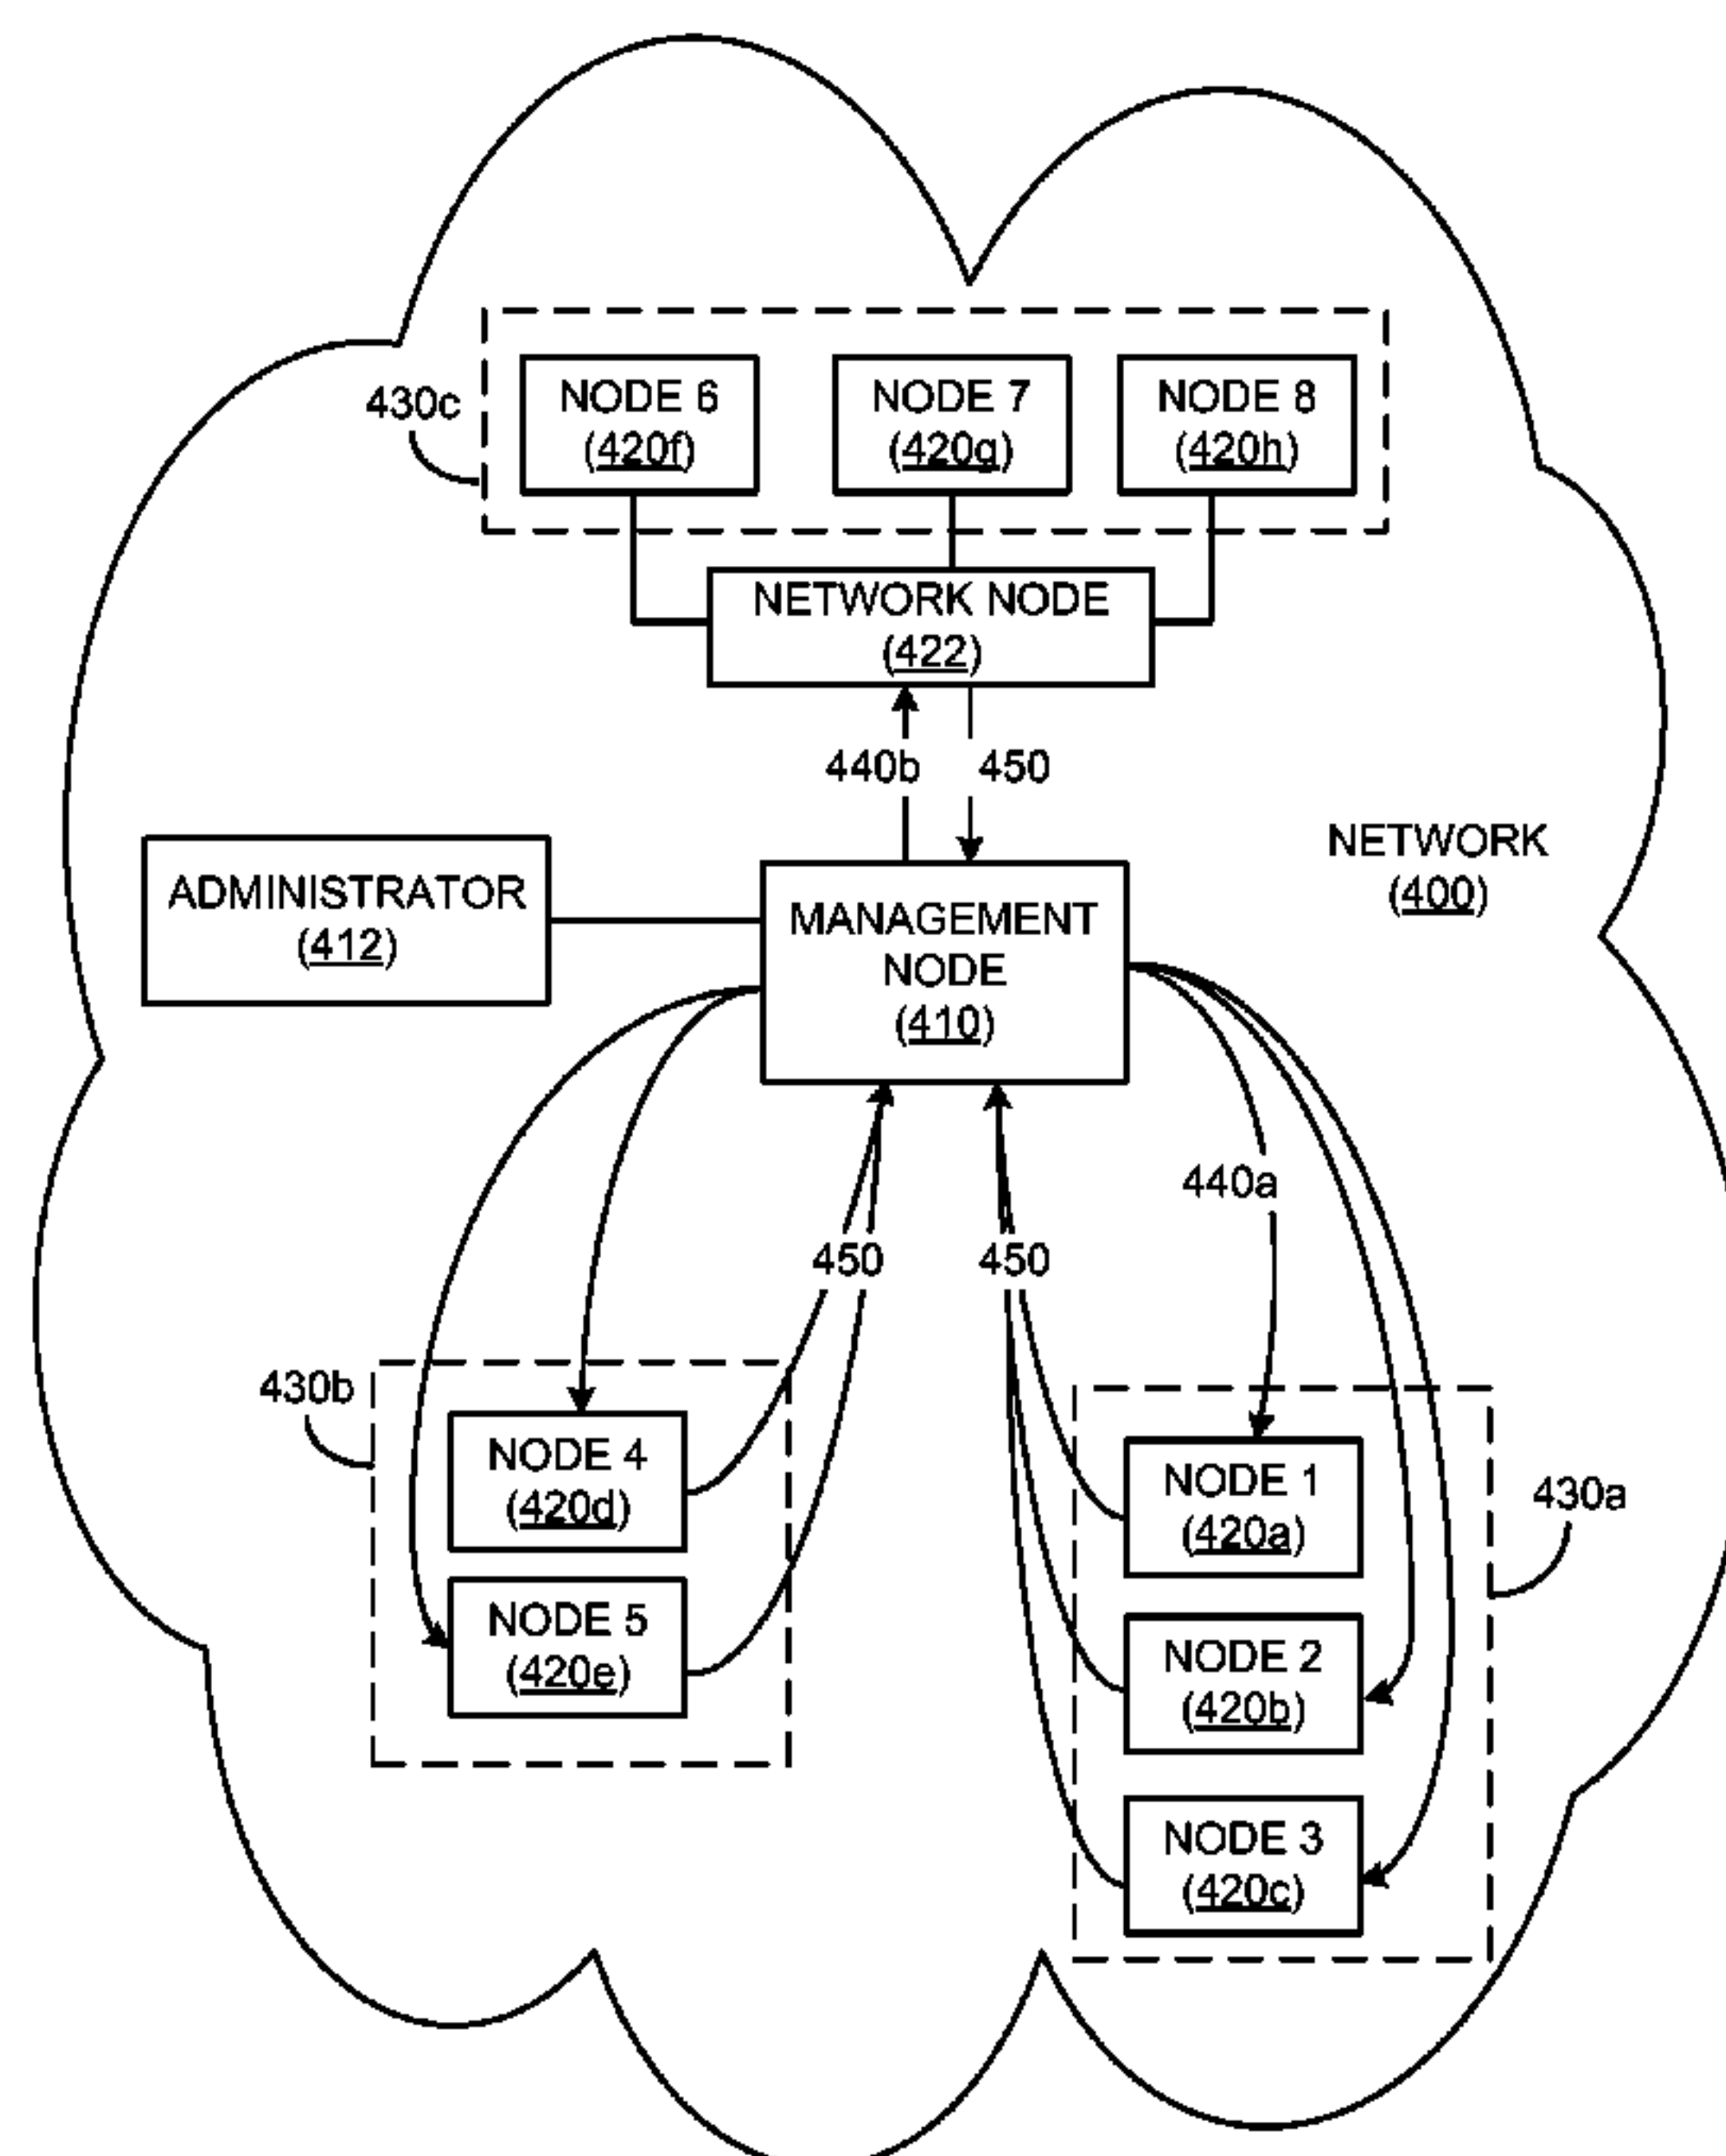 430c
NODE 6
(420f)
NODE 7
(420g)
NODE 8
(420h)
NETWORK NODE
(422)
440b
450
NETWORK
(400)
ADMINISTRATOR
(412)
MANAGEMENT
NODE
(410)
440a
450
450
430b
NODE 4
(420d)
NODE 5
(420e)
NODE 1
(420a)
430a
NODE 2
(420b)
NODE 3
(420c)